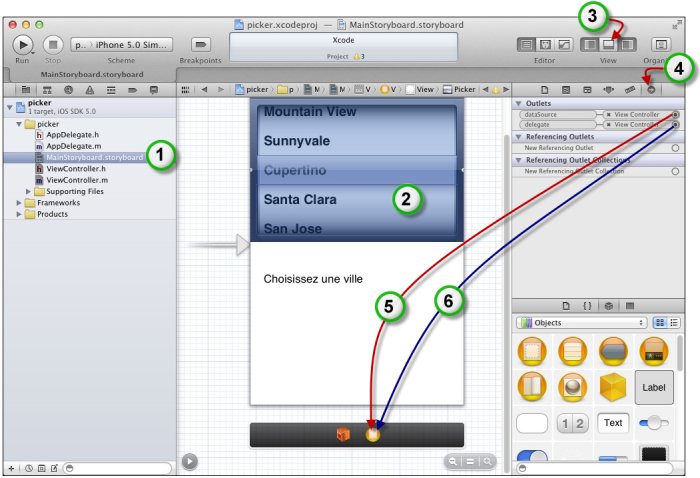 picker.xcodeproj — MainStoryboard.storyboard
3
p.. iPhone 5.0 Sim...
Xcode
Project 3
Run
Stop
Scheme
Breakpoints
Editor
View
Organi
MainStoryboard.storyboard
4
picker
p
M
M
V
V
View
Picker
picker
1 target, iOS SDK 5.0
picker
AppDelegate.h
AppDelegate.m
MainStoryboard.storyboard
ViewController.h
ViewController.m
Supporting Files
Frameworks
Products
1
Mountain View
Sunnyvale
Cupertino
Santa Clara
San Jose
2
Choisissez une ville
5
6
Outlets
dataSource
View Controller
delegate
View Controller
Referencing Outlets
New Referencing Outlet
Referencing Outlet Collections
New Referencing Outlet Collection
{}
Objects
Label
1 2
Text